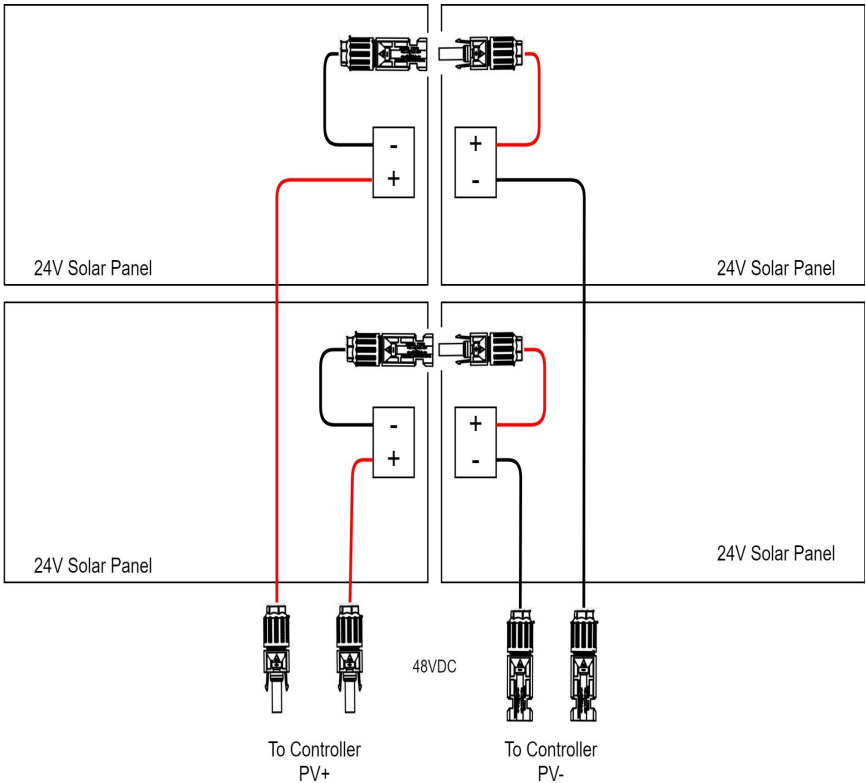 -
+
+
-
24V Solar Panel
24V Solar Panel
-
+
+
-
24V Solar Panel
24V Solar Panel
48VDC
To Controller
PV+
To Controller
PV-